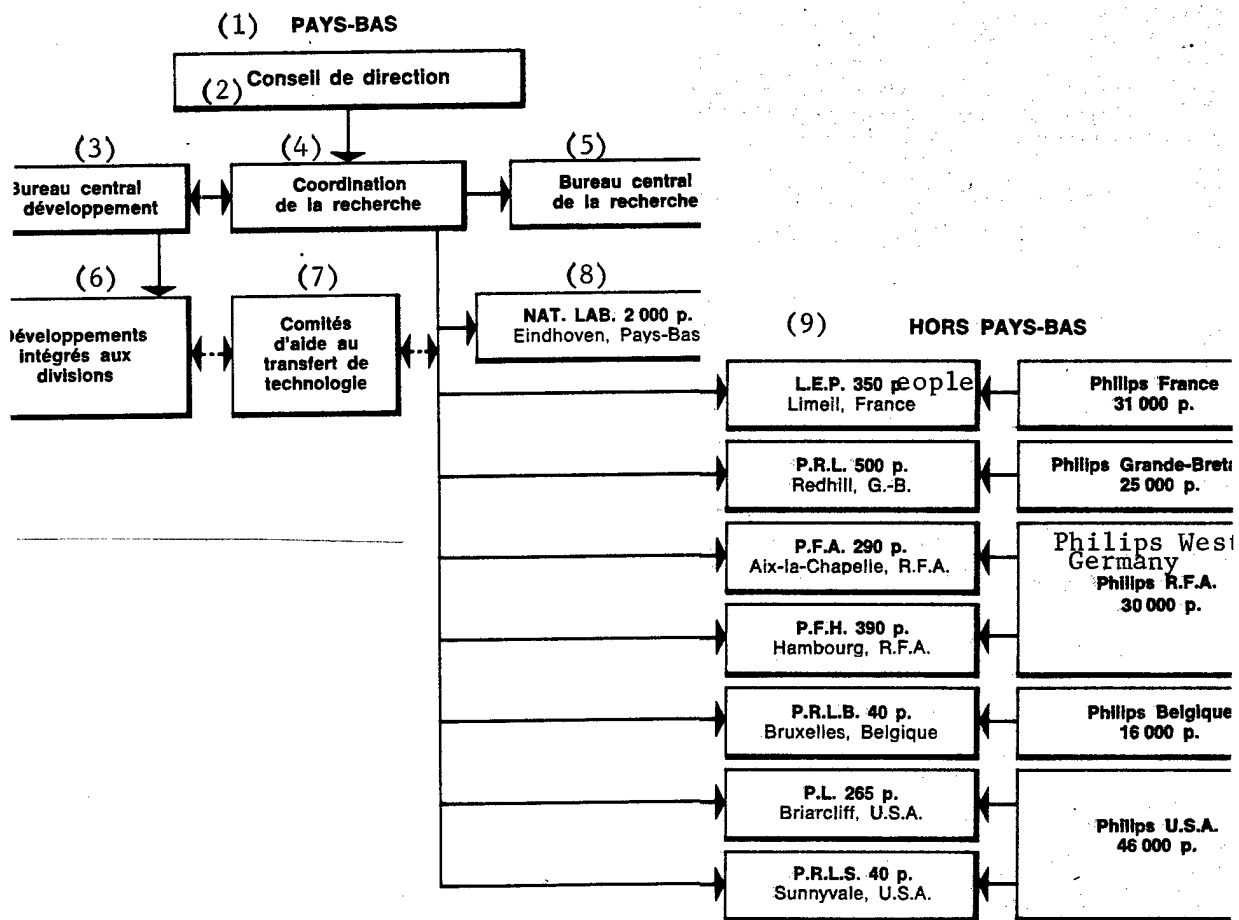 (1) PAYS-BAS
Conseil de direction
(2)
(3)
(4)
(5)
Bureau central
développement
Coordination
de la recherche
Bureau central
de la recherche
(6)
(7)
(8)
Développements
intégrés aux
divisions
Comités
d'aide au
transfert de
technologie
NAT. LAB. 2 000 p.
Eindhoven, Pays-Bas
(9) HORS PAYS-BAS
L.E.P. 350 people
Limeil, France
Philips France
31 000 p.
P.R.L. 500 p.
Redhill, G.-B.
Philips Grande-Breta
25 000 p.
P.F.A. 290 p.
Aix-la-Chapelle, R.F.A.
Philips West
Germany
Philips R.F.A.
30 000 p.
P.F.H. 390 p.
Hambourg, R.F.A.
P.R.L.B. 40 p.
Bruxelles, Belgique
Philips Belgique
16 000 p.
P.L. 265 p.
Briarcliff, U.S.A.
Philips U.S.A.
46 000 p.
P.R.L.S. 40 p.
Sunnyvale, U.S.A.